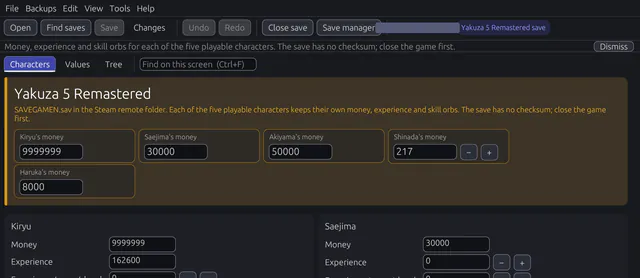 File Backups Edit View Tools Help
Open Find saves Save Changes Undo Redo Close save Save manager Yakuza 5 Remastered save
Money, experience and skill orbs for each of the five playable characters. The save has no checksum; close the game first. Dismiss
Characters Values Tree Find on this screen (Ctrl+F)
Yakuza 5 Remastered
SAVEGAMEN.sav in the Steam remote folder. Each of the five playable characters keeps their own money, experience and skill orbs. The save has no checksum; close the game
first.
Kiryu's money Saejima's money Akiyama's money Shinada's money
9999999 30000 50000 217 − +
Haruka's money
8000
Kiryu Saejima
Money 9999999 Money 30000
Experience 162600 Experience 0 − +